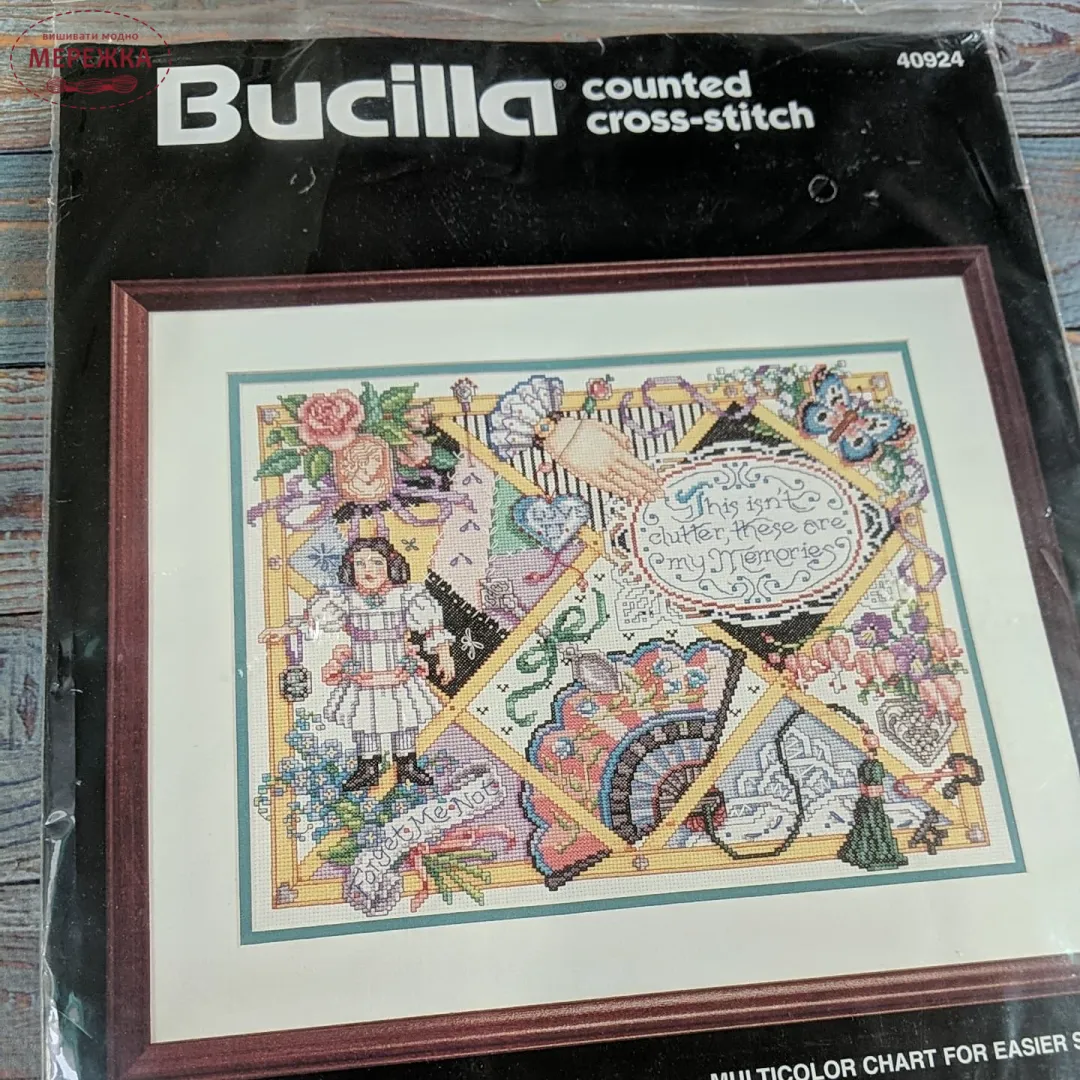 вишивати модно
МЕРЕЖКА
Bucilla® counted
cross-stitch
40924
This isn't
clutter, these are
my Memories
Forget Me Not
MULTICOLOR CHART FOR EASIER